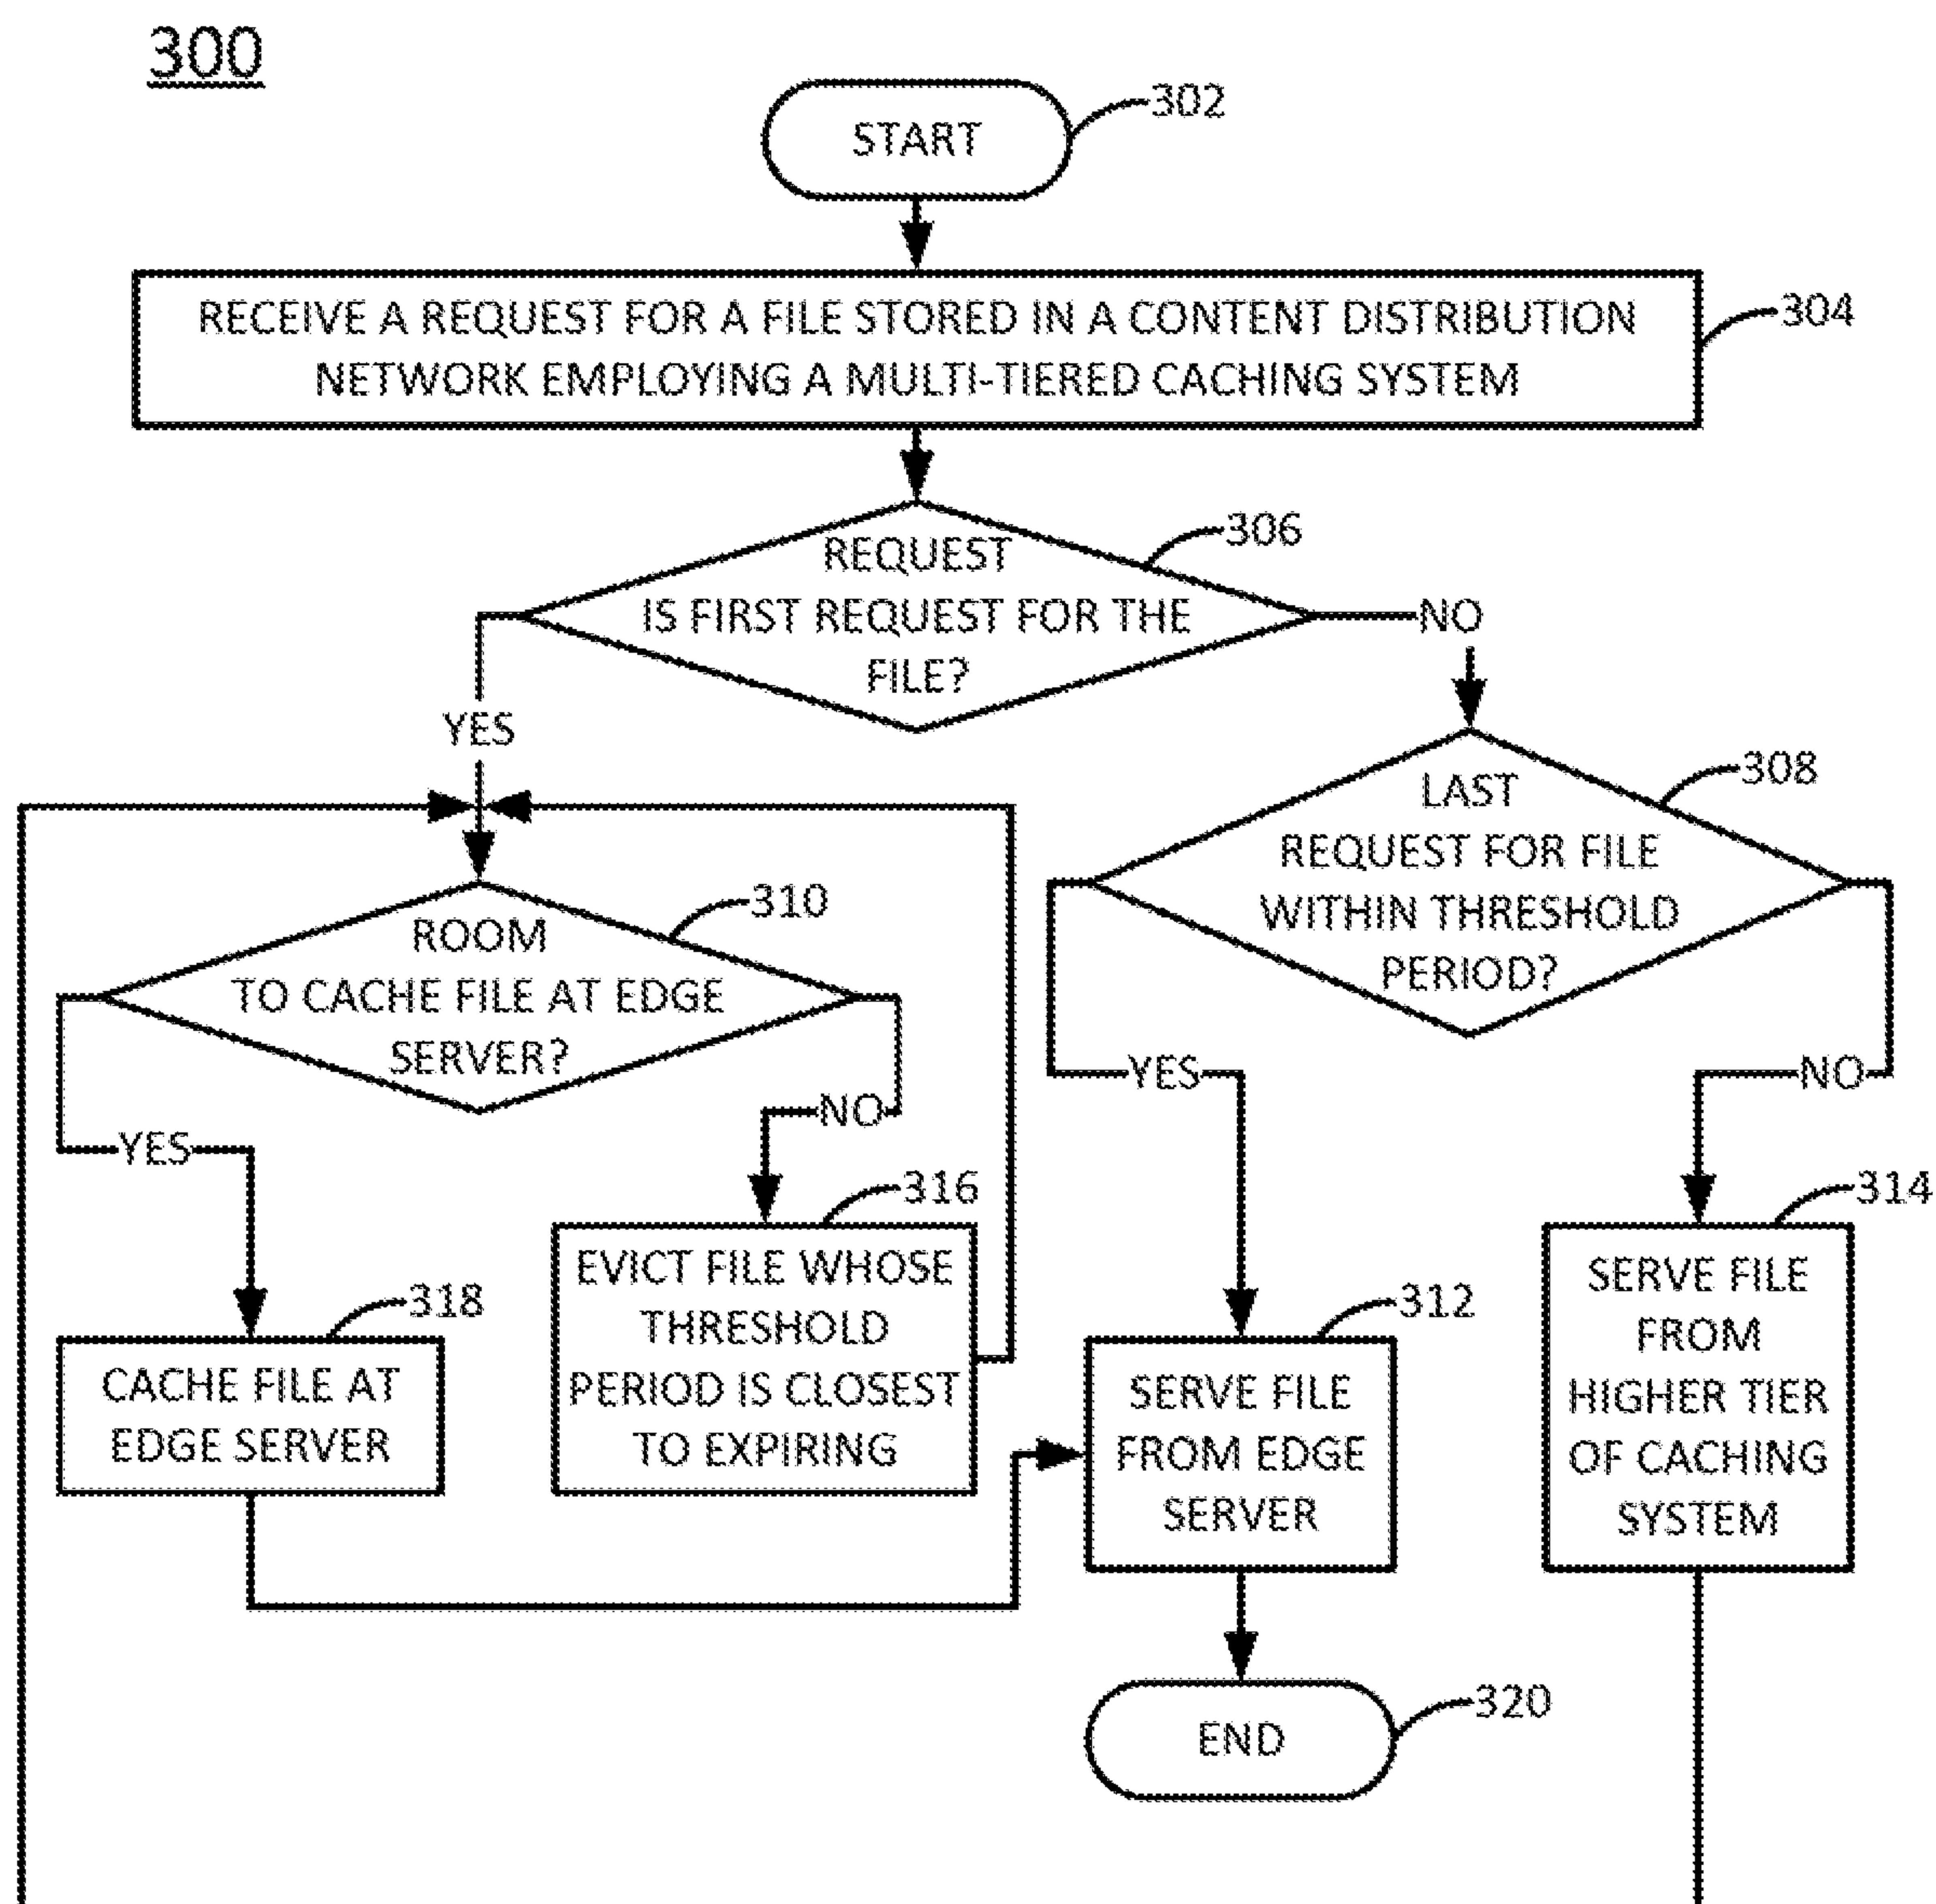 300
START
302
RECEIVE A REQUEST FOR A FILE STORED IN A CONTENT DISTRIBUTION
NETWORK EMPLOYING A MULTI-TIERED CACHING SYSTEM
304
REQUEST
IS FIRST REQUEST FOR THE
FILE?
306
YES
NO
LAST
REQUEST FOR FILE
WITHIN THRESHOLD
PERIOD?
308
ROOM
TO CACHE FILE AT EDGE
SERVER?
310
YES
NO
YES
NO
EVICT FILE WHOSE
THRESHOLD
PERIOD IS CLOSEST
TO EXPIRING
316
SERVE FILE
FROM
HIGHER TIER
OF CACHING
SYSTEM
314
CACHE FILE AT
EDGE SERVER
318
SERVE FILE
FROM EDGE
SERVER
312
END
320